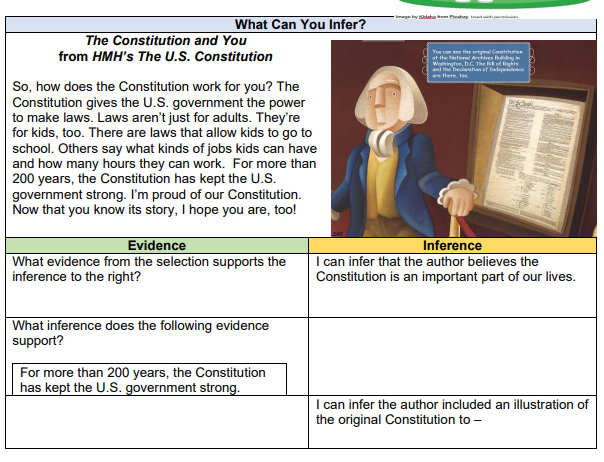 Image by Kidaha from Pixabay. Used with permission.
What Can You Infer?
The Constitution and You
from HMH's The U.S. Constitution
So, how does the Constitution work for you? The
Constitution gives the U.S. government the power
to make laws. Laws aren't just for adults. They're
for kids, too. There are laws that allow kids to go to
school. Others say what kinds of jobs kids can have
and how many hours they can work.  For more than
200 years, the Constitution has kept the U.S.
government strong. I'm proud of our Constitution.
Now that you know its story, I hope you are, too!
You can see the original Constitution
at the National Archives Building in
Washington, D.C. The Bill of Rights
and the Declaration of Independence
are there, too.
Evidence
Inference
What evidence from the selection supports the
inference to the right?
I can infer that the author believes the
Constitution is an important part of our lives.
What inference does the following evidence
support?
For more than 200 years, the Constitution
has kept the U.S. government strong.
I can infer the author included an illustration of
the original Constitution to –